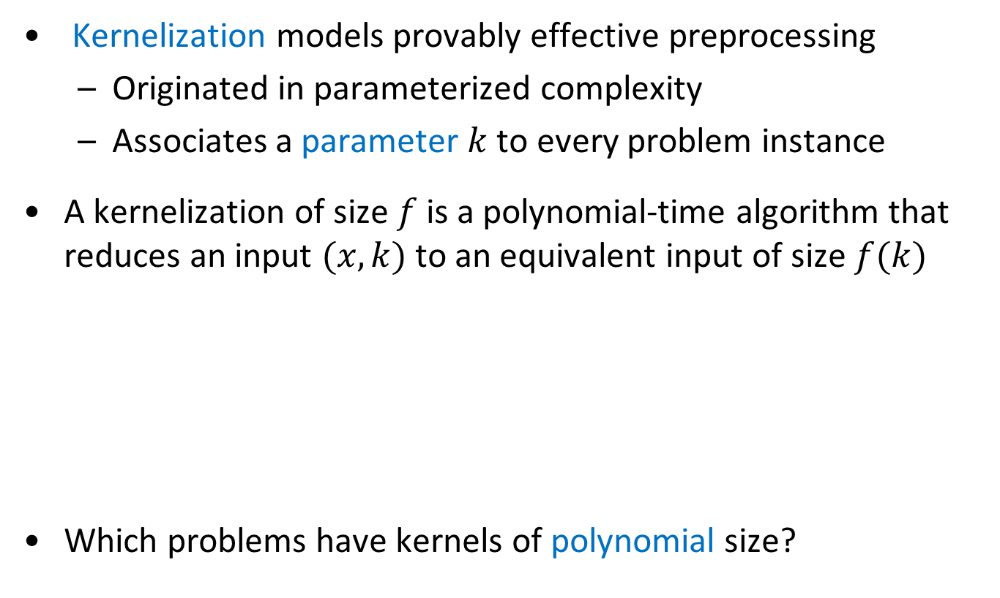 • Kernelization models provably effective preprocessing
– Originated in parameterized complexity
– Associates a parameter k to every problem instance
• A kernelization of size f is a polynomial-time algorithm that
reduces an input (x, k) to an equivalent input of size f(k)
• Which problems have kernels of polynomial size?